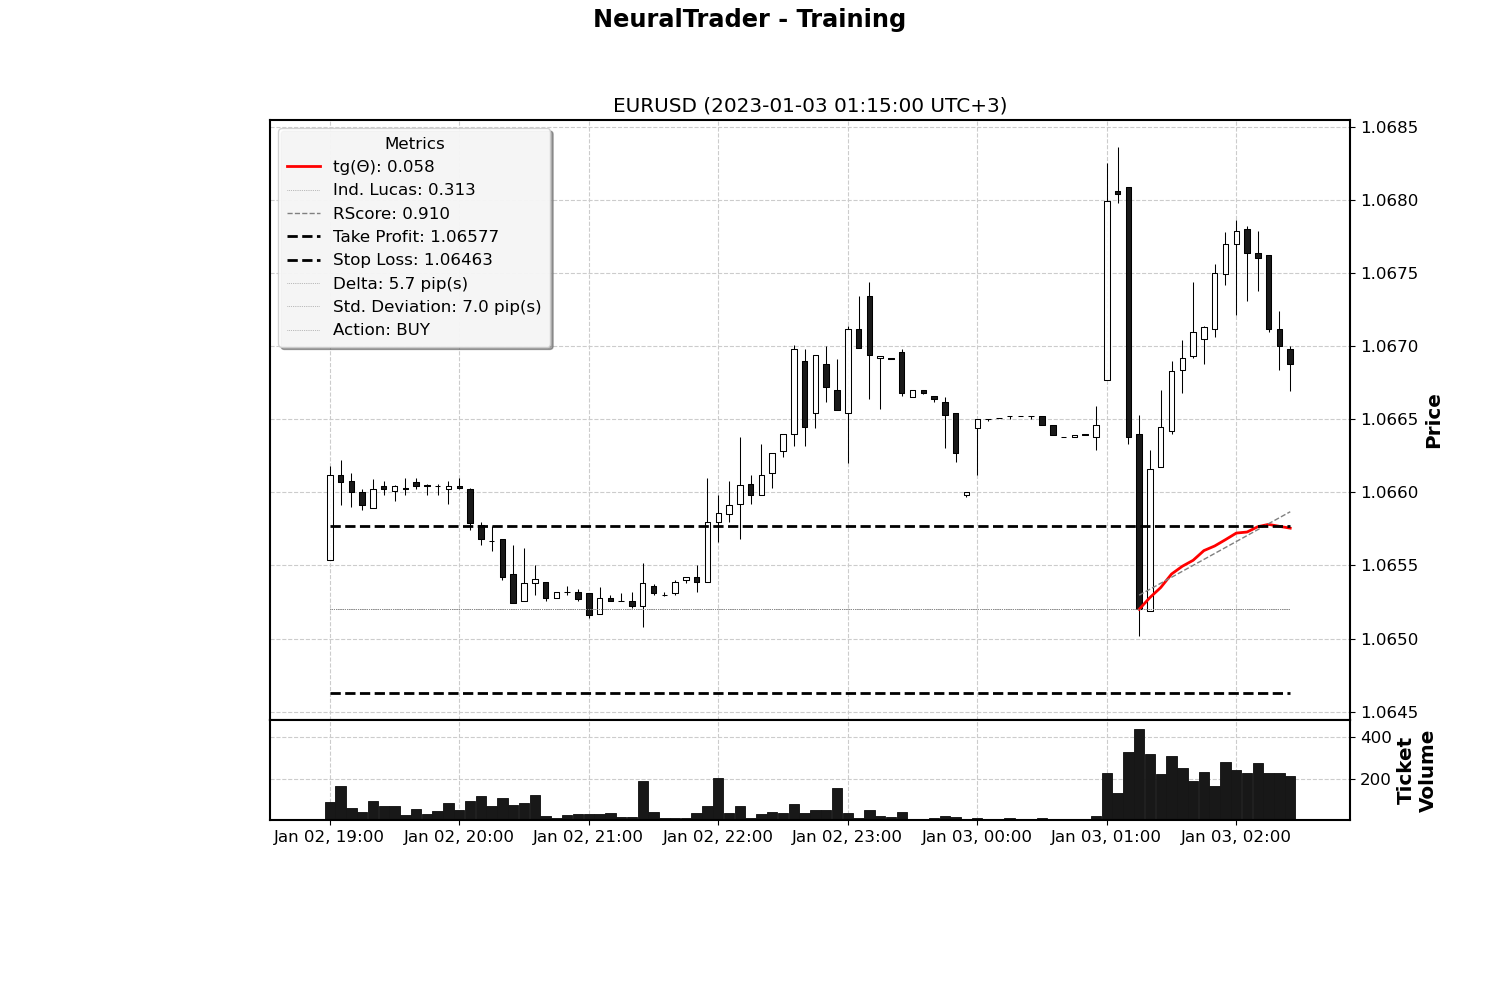 NeuralTrader - Training
EURUSD (2023-01-03 01:15:00 UTC+3)
Metrics
tg(Θ): 0.058
Ind. Lucas: 0.313
RScore: 0.910
Take Profit: 1.06577
Stop Loss: 1.06463
Delta: 5.7 pip(s)
Std. Deviation: 7.0 pip(s)
Action: BUY
1.0685
1.0680
1.0675
1.0670
1.0665
1.0660
1.0655
1.0650
1.0645
Price
400
200
Ticket
Volume
Jan 02, 19:00
Jan 02, 20:00
Jan 02, 21:00
Jan 02, 22:00
Jan 02, 23:00
Jan 03, 00:00
Jan 03, 01:00
Jan 03, 02:00